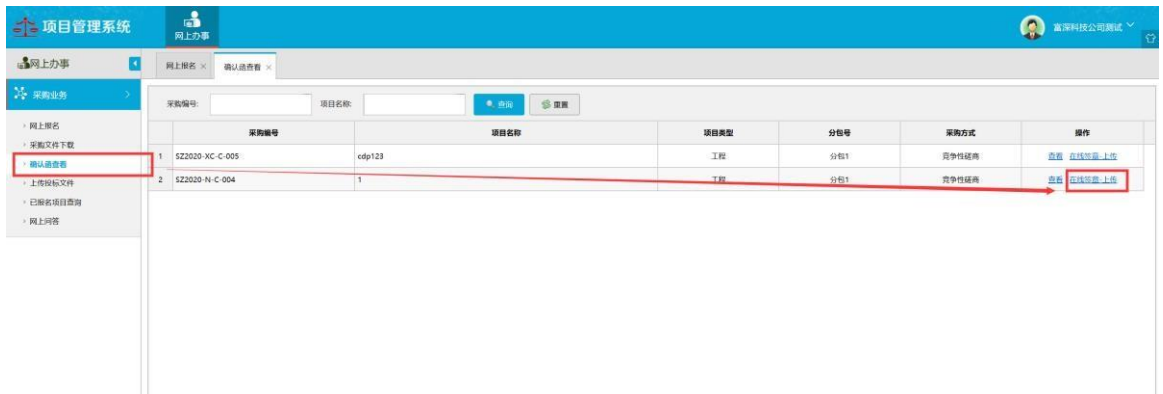 项目管理系统
网上办事
富深科技公司测试
网上办事
网上报名 × 确认函查看 ×
采购业务
采购编号: 项目名称: 查询 重置
网上报名
采购文件下载
确认函查看
上传投标文件
已报名项目查询
网上问答
采购编号 项目名称 项目类型 分包号 采购方式 操作
1 SZ2020-XC-C-005 cdp123 工程 分包1 竞争性磋商 查看 在线签章-上传
2 SZ2020-N-C-004 1 工程 分包1 竞争性磋商 查看 在线签章-上传